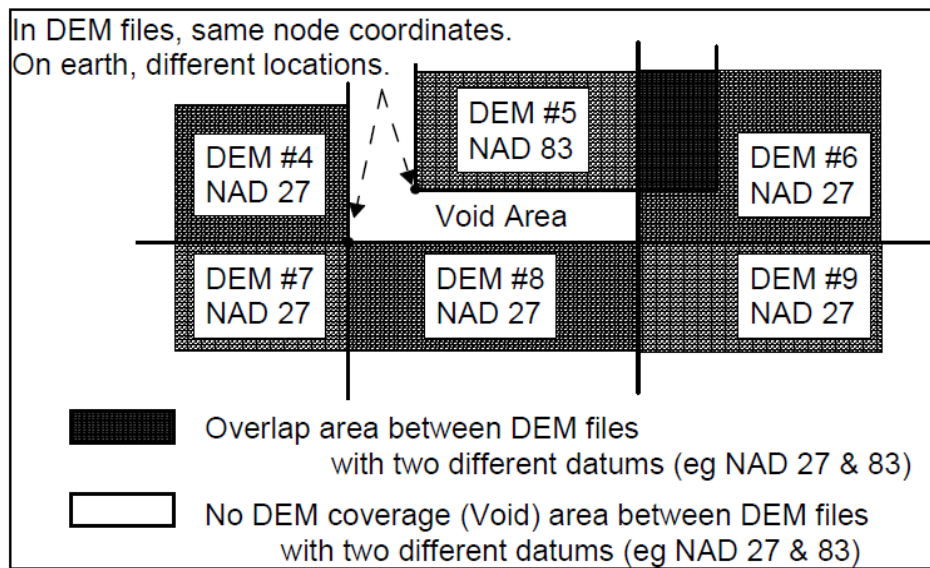 In DEM files, same node coordinates.
On earth, different locations.
DEM #4
NAD 27
DEM #5
NAD 83
DEM #6
NAD 27
Void Area
DEM #7
NAD 27
DEM #8
NAD 27
DEM #9
NAD 27
Overlap area between DEM files
with two different datums (eg NAD 27 & 83)
No DEM coverage (Void) area between DEM files
with two different datums (eg NAD 27 & 83)